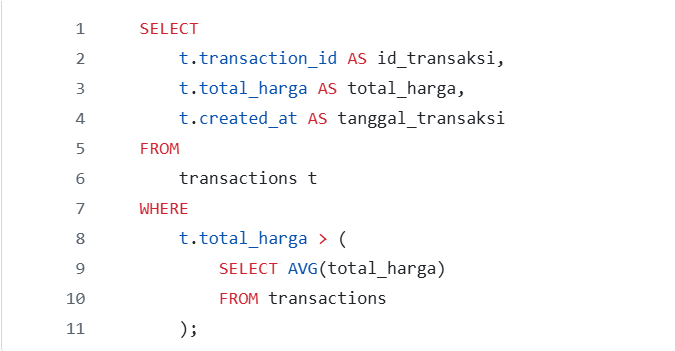 1 SELECT
2 t.transaction_id AS id_transaksi,
3 t.total_harga AS total_harga,
4 t.created_at AS tanggal_transaksi
5 FROM
6 transactions t
7 WHERE
8 t.total_harga > (
9 SELECT AVG(total_harga)
10 FROM transactions
11 );